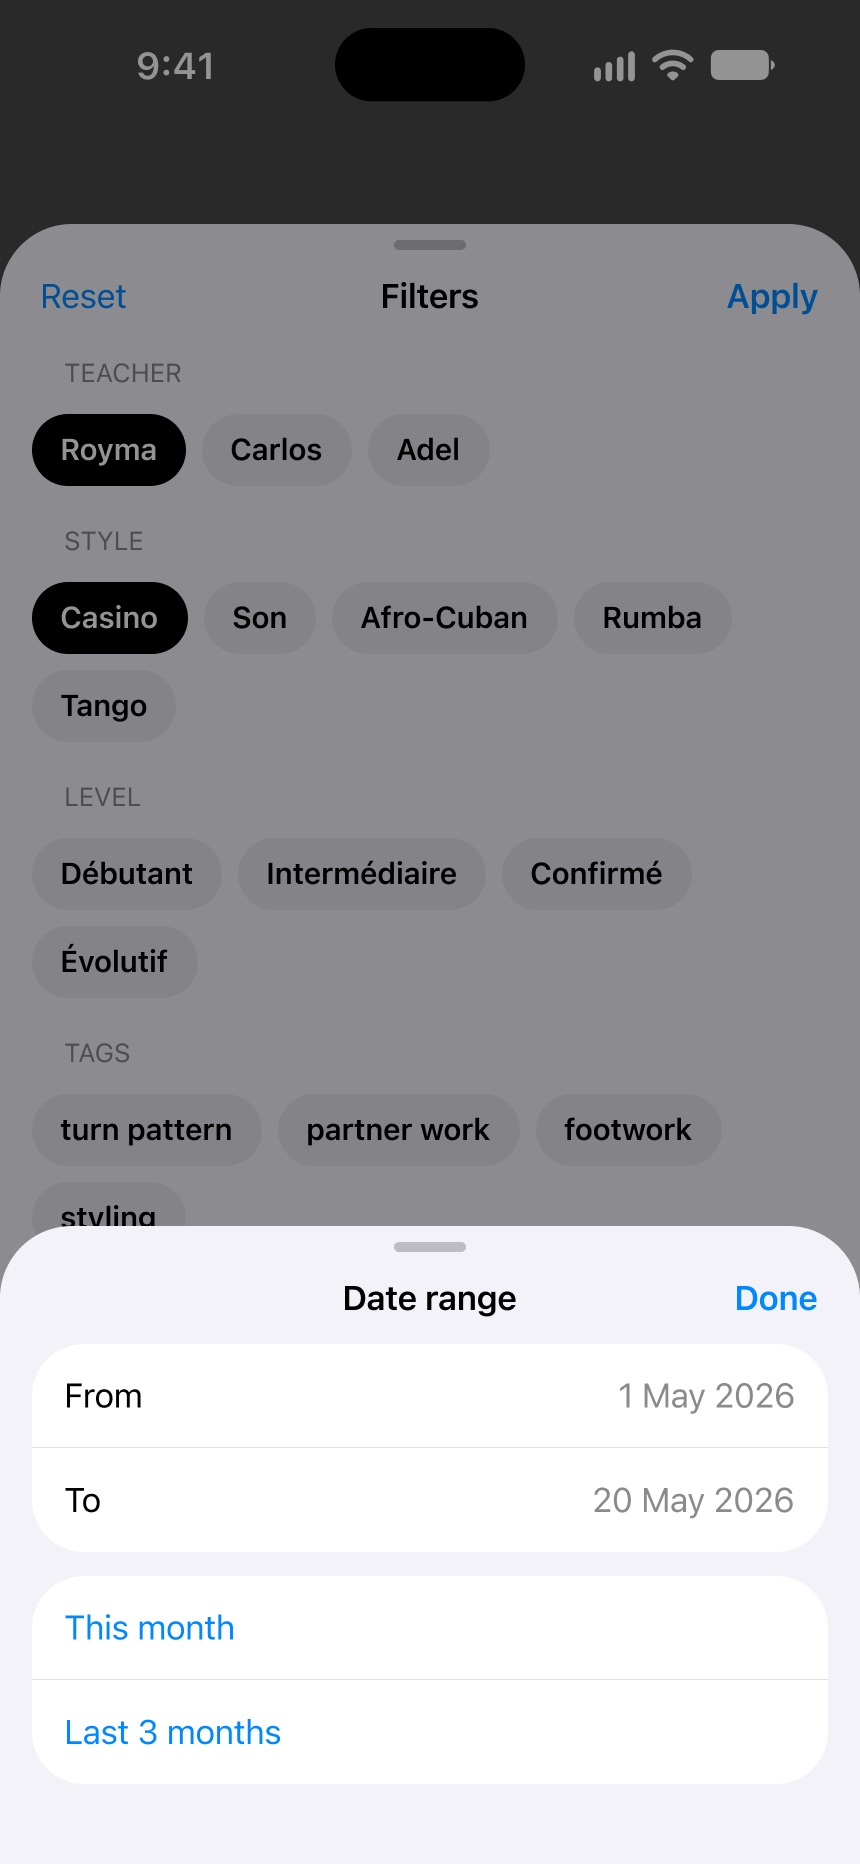 9:41
Reset Filters Apply
TEACHER
Royma Carlos Adel
STYLE
Casino Son Afro-Cuban Rumba
Tango
LEVEL
Débutant Intermédiaire Confirmé
Évolutif
TAGS
turn pattern partner work footwork
styling
Date range Done
From 1 May 2026
To 20 May 2026
This month
Last 3 months